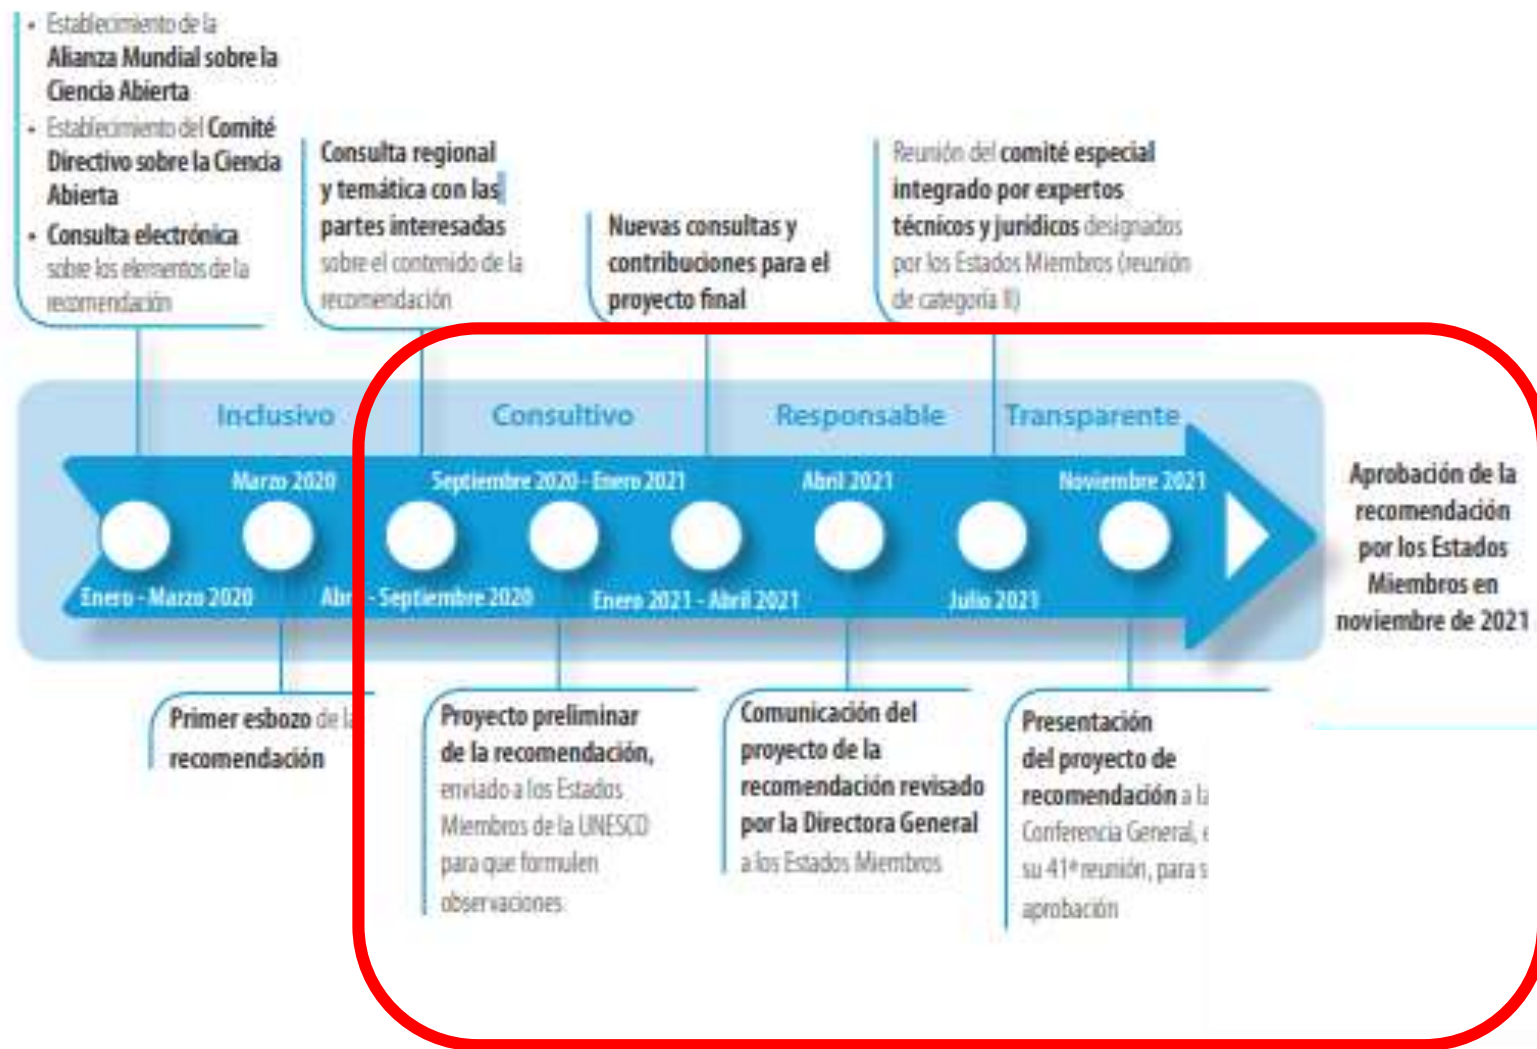 • Establecimiento de la
Alianza Mundial sobre la
Ciencia Abierta
• Establecimiento del Comité
Directivo sobre la Ciencia
Abierta
• Consulta electrónica
sobre los elementos de la
recomendación
Consulta regional
y temática con las
partes interesadas
sobre el contenido de la
recomendación
Nuevas consultas y
contribuciones para el
proyecto final
Reunión del comité especial
integrado por expertos
técnicos y jurídicos designados
por los Estados Miembros (reunión
de categoría II)
Inclusivo
Consultivo
Responsable
Transparente
Marzo 2020
Septiembre 2020 - Enero 2021
Abril 2021
Noviembre 2021
Enero - Marzo 2020
- Septiembre 2020
Enero 2021 - Abril 2021
Julio 2021
Aprobación de la
recomendación
por los Estados
Miembros en
noviembre de 2021
Primer esbozo de la
recomendación
Proyecto preliminar
de la recomendación,
enviado a los Estados
Miembros de la UNESCO
para que formulen
observaciones
Comunicación del
proyecto de la
recomendación revisado
por la Directora General
a los Estados Miembros
Presentación
del proyecto de
recomendación a la
Conferencia General,
su 41ª reunión, para
aprobación